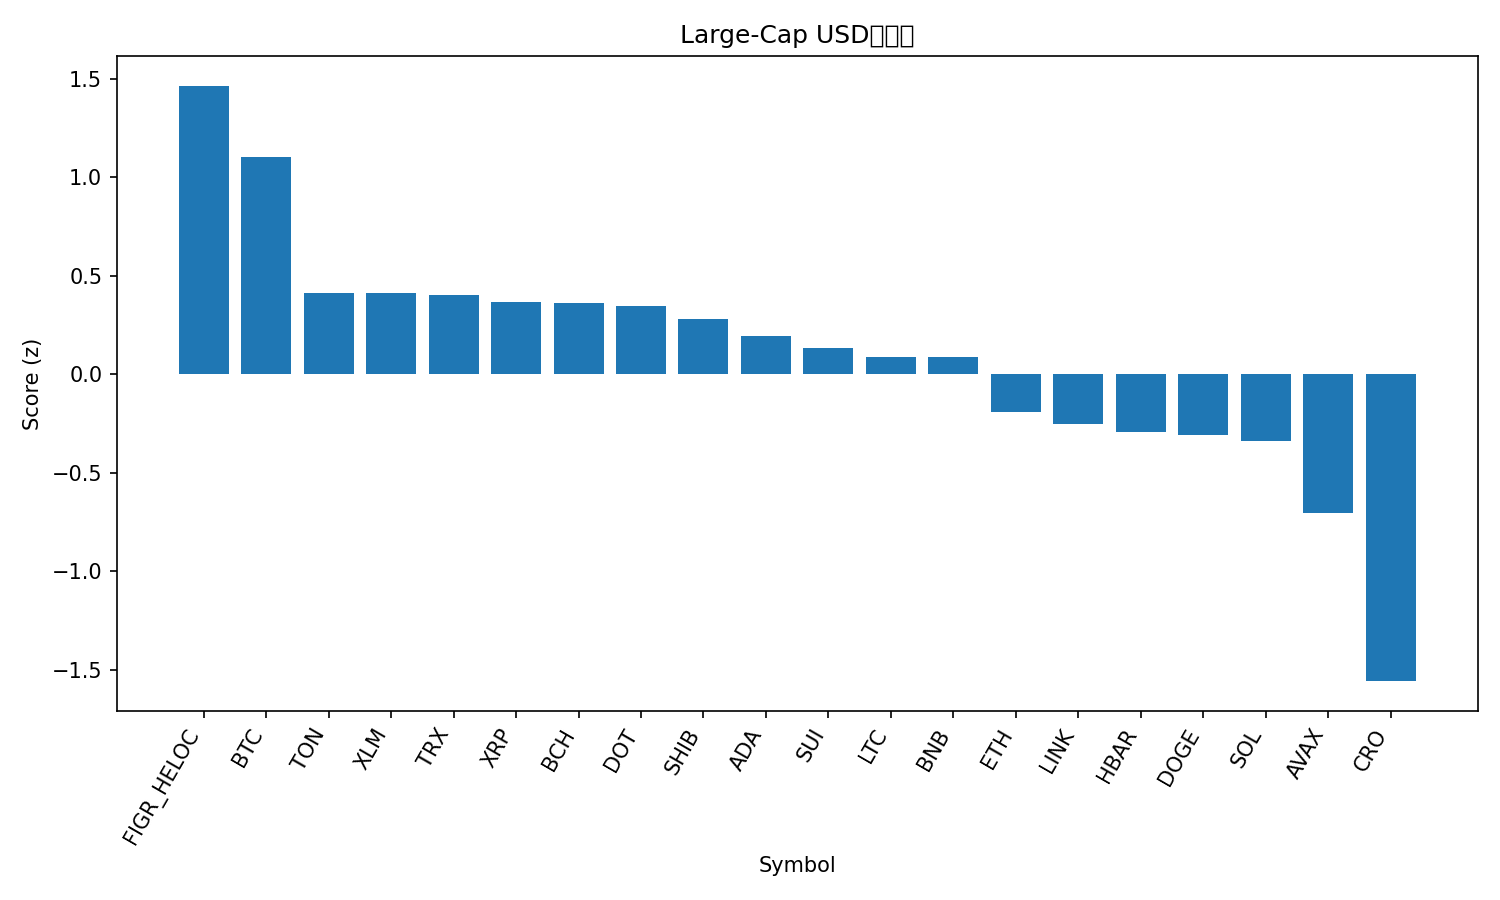 Large-Cap USD
Score (z)
1.5
1.0
0.5
0.0
−0.5
−1.0
−1.5
FIGR_HELOC
BTC
TON
XLM
TRX
XRP
BCH
DOT
SHIB
ADA
SUI
LTC
BNB
ETH
LINK
HBAR
DOGE
SOL
AVAX
CRO
Symbol